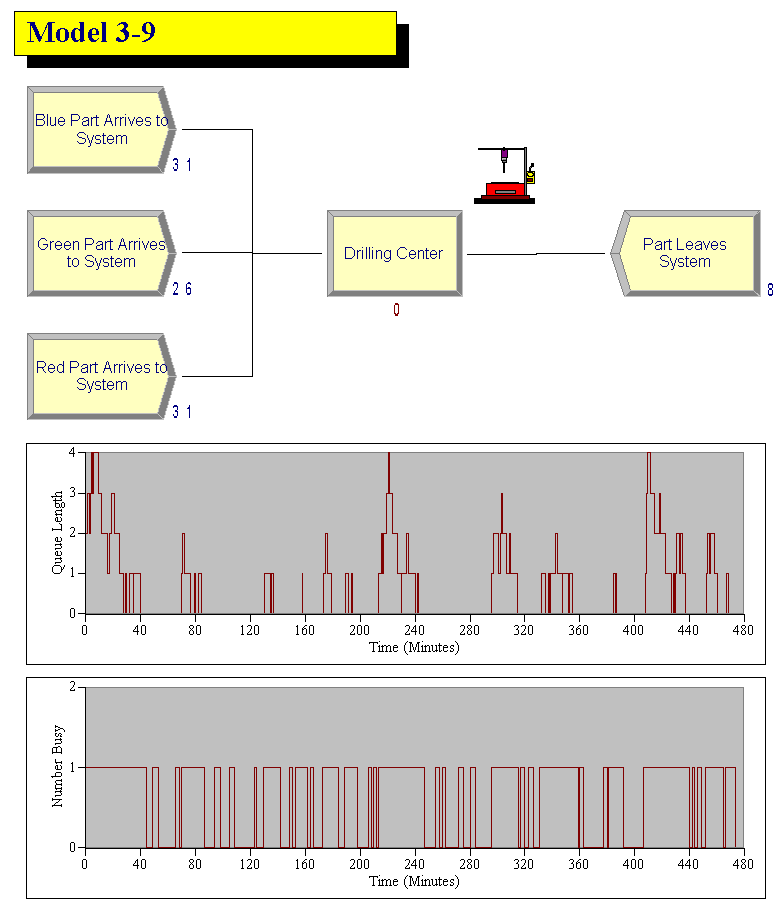 Model 3-9
Blue Part Arrives to
System
3 1
Green Part Arrives
to System
2 6
Red Part Arrives to
System
3 1
Drilling Center
0
Part Leaves
System
8
Queue Length
4
3
2
1
0
0 40 80 120 160 200 240 280 320 360 400 440 480
Time (Minutes)
Number Busy
2
1
0
0 40 80 120 160 200 240 280 320 360 400 440 480
Time (Minutes)